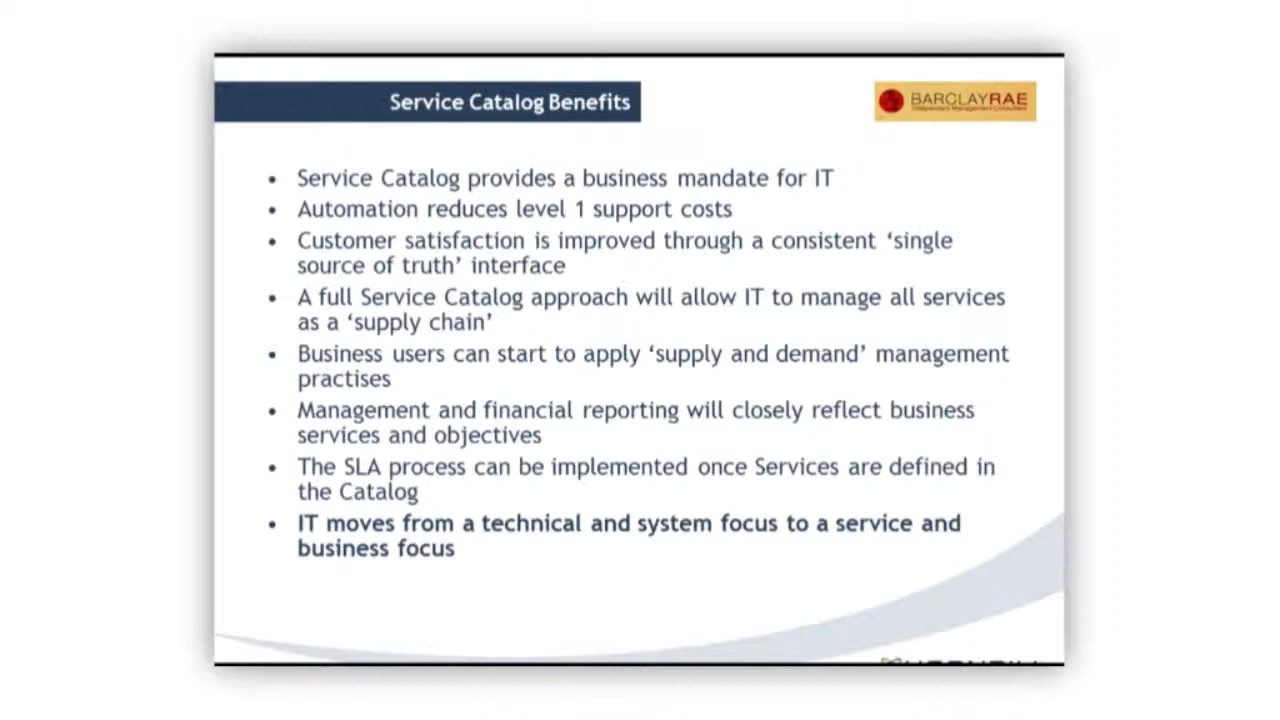 Service Catalog Benefits
BARCLAYRAE
Independent Management Consultant
• Service Catalog provides a business mandate for IT
• Automation reduces level 1 support costs
• Customer satisfaction is improved through a consistent ‘single
source of truth’ interface
• A full Service Catalog approach will allow IT to manage all services
as a ‘supply chain’
• Business users can start to apply ‘supply and demand’ management
practises
• Management and financial reporting will closely reflect business
services and objectives
• The SLA process can be implemented once Services are defined in
the Catalog
• IT moves from a technical and system focus to a service and
business focus